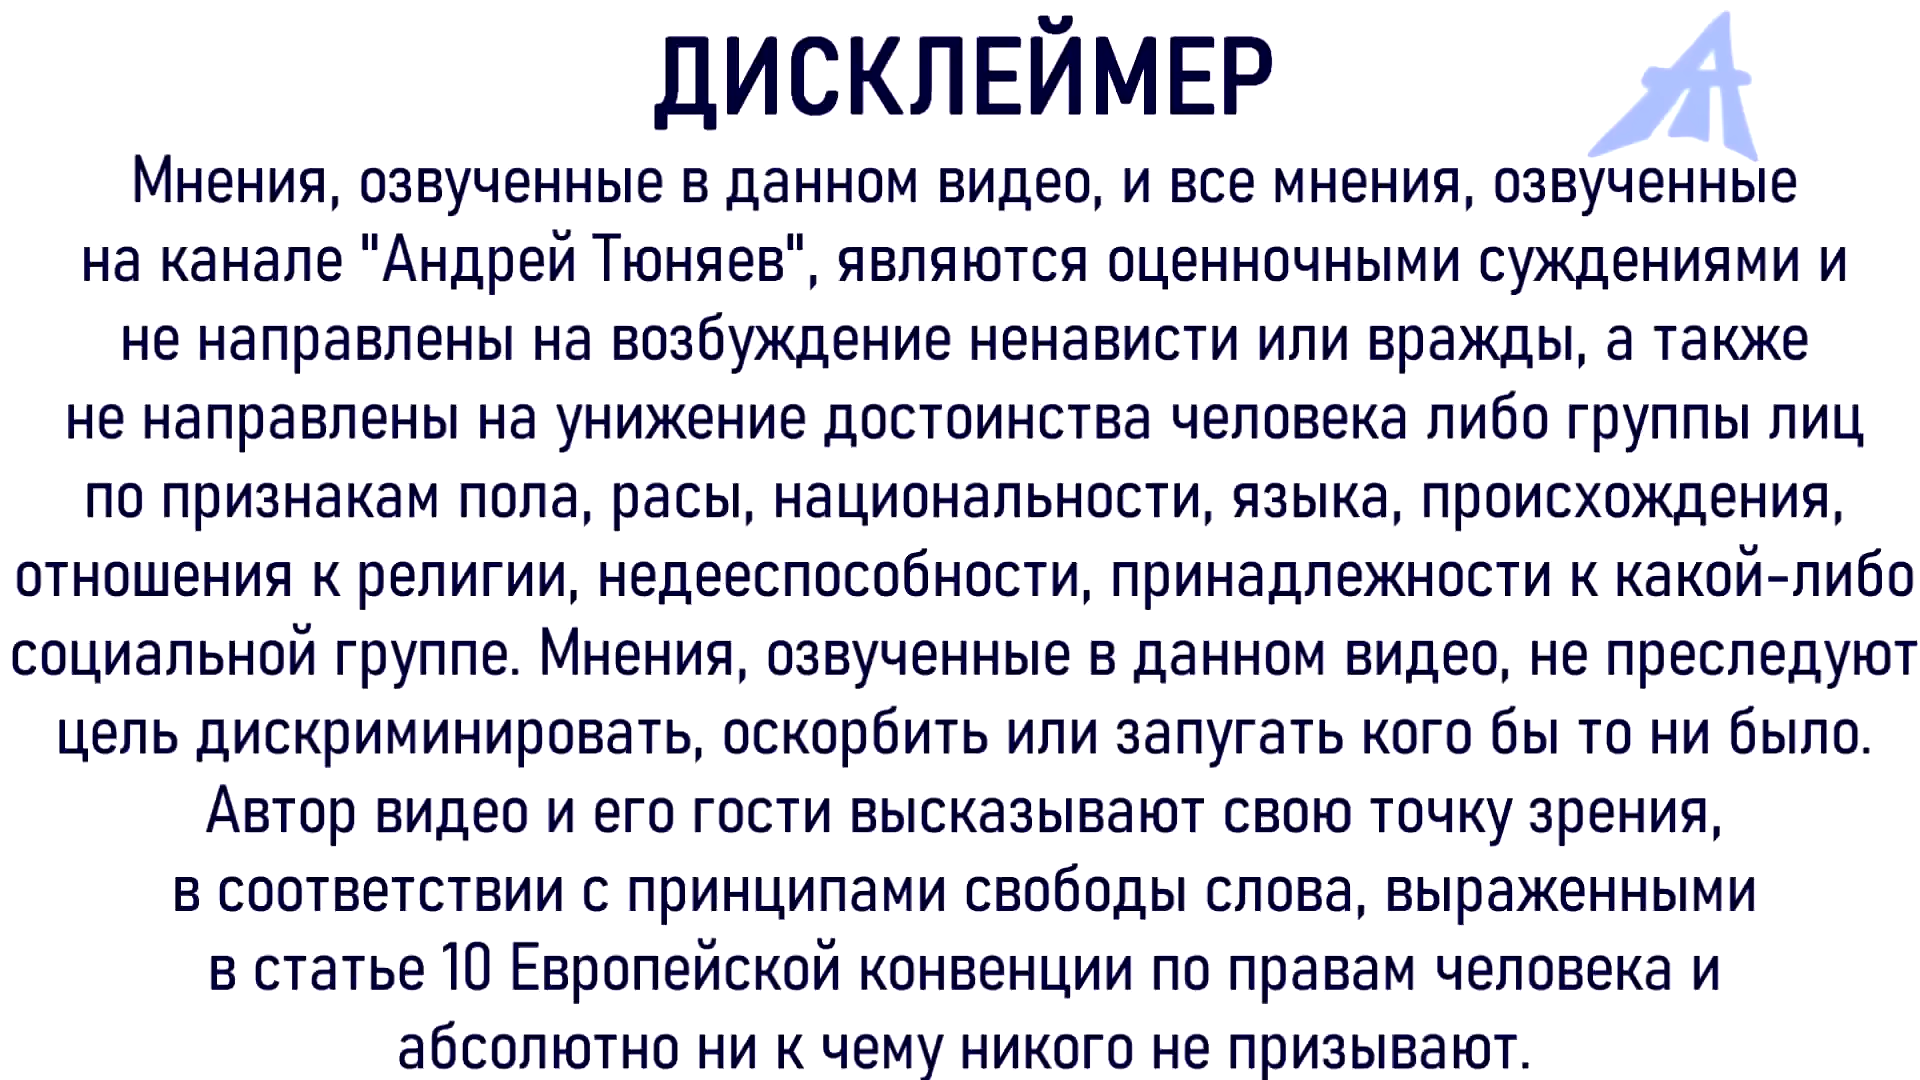 ДИСКЛЕЙМЕР
Мнения, озвученные в данном видео, и все мнения, озвученные
на канале "Андрей Тюняев", являются оценночными суждениями и
не направлены на возбуждение ненависти или вражды, а также
не направлены на унижение достоинства человека либо группы лиц
по признакам пола, расы, национальности, языка, происхождения,
отношения к религии, недееспособности, принадлежности к какой-либо
социальной группе. Мнения, озвученные в данном видео, не преследуют
цель дискриминировать, оскорбить или запугать кого бы то ни было.
Автор видео и его гости высказывают свою точку зрения,
в соответствии с принципами свободы слова, выраженными
в статье 10 Европейской конвенции по правам человека и
абсолютно ни к чему никого не призывают.